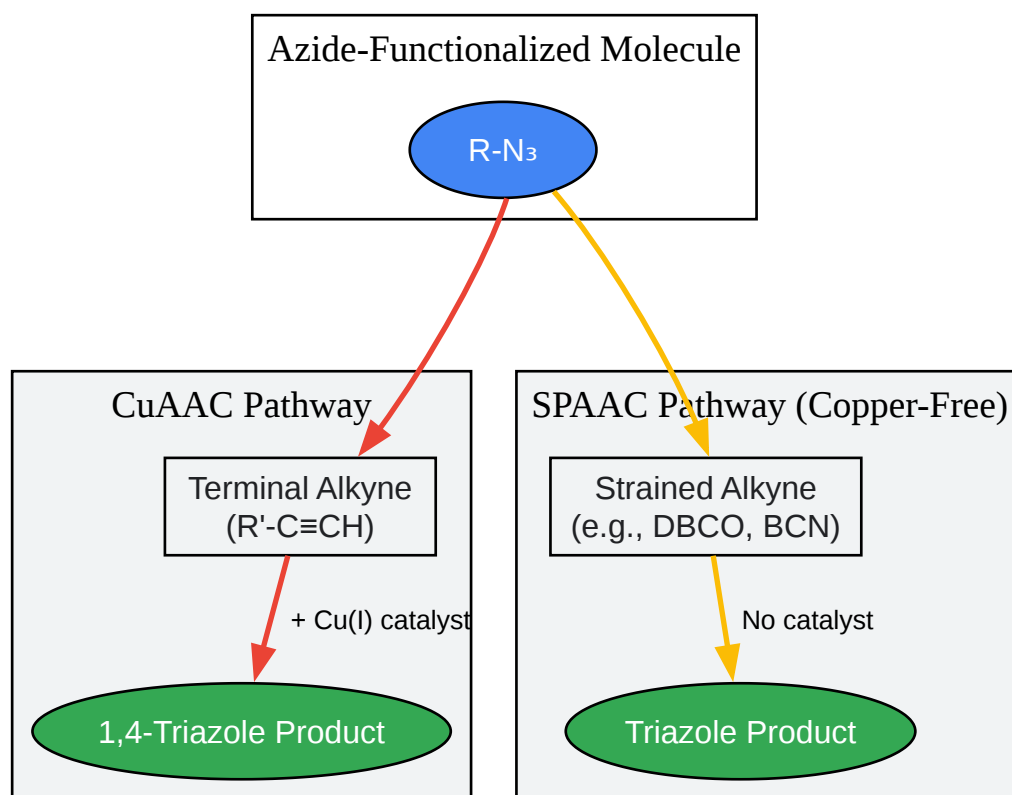 Azide-Functionalized Molecule
R-N₃
CuAAC Pathway
Terminal Alkyne
(R'-C≡CH)
+ Cu(I) catalyst
1,4-Triazole Product
SPAAC Pathway (Copper-Free)
Strained Alkyne
(e.g., DBCO, BCN)
No catalyst
Triazole Product